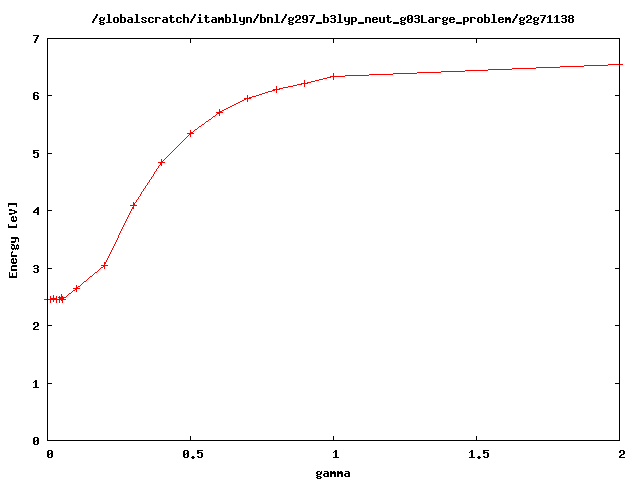 /globalscratch/itamblyn/bnl/g297_b3lyp_neut_g03Large_problem/g2g71138
7
6
5
4
3
2
1
0
Energy [eV]
0 0.5 1 1.5 2
gamma